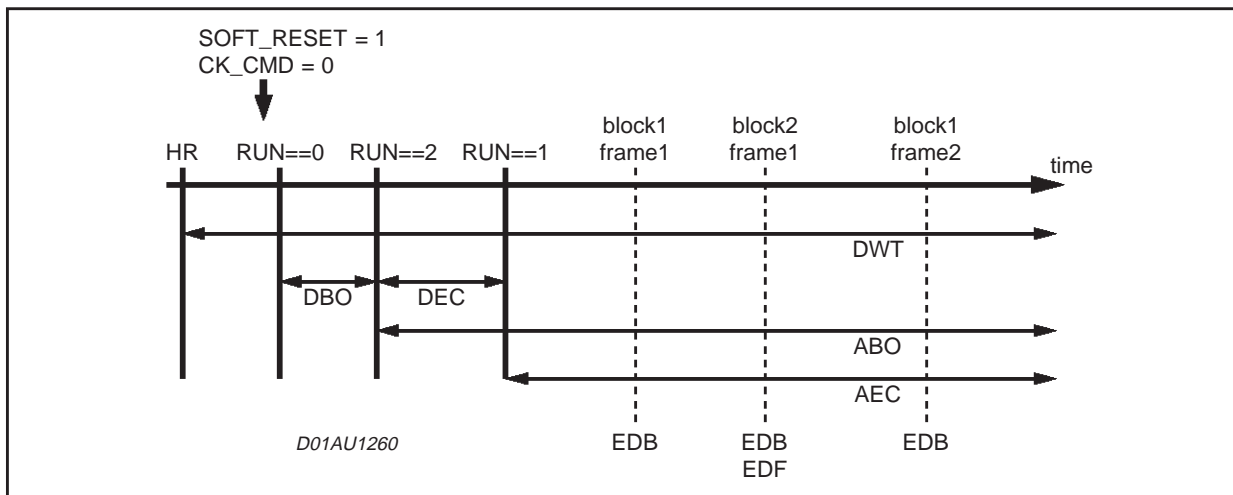 SOFT_RESET = 1
CK_CMD = 0
block1 block2 block1
HR RUN==0 RUN==2 RUN==1 frame1 frame1 frame2
time
DWT
DBO DEC
ABO
AEC
D01AU1260 EDB EDB EDB
EDF